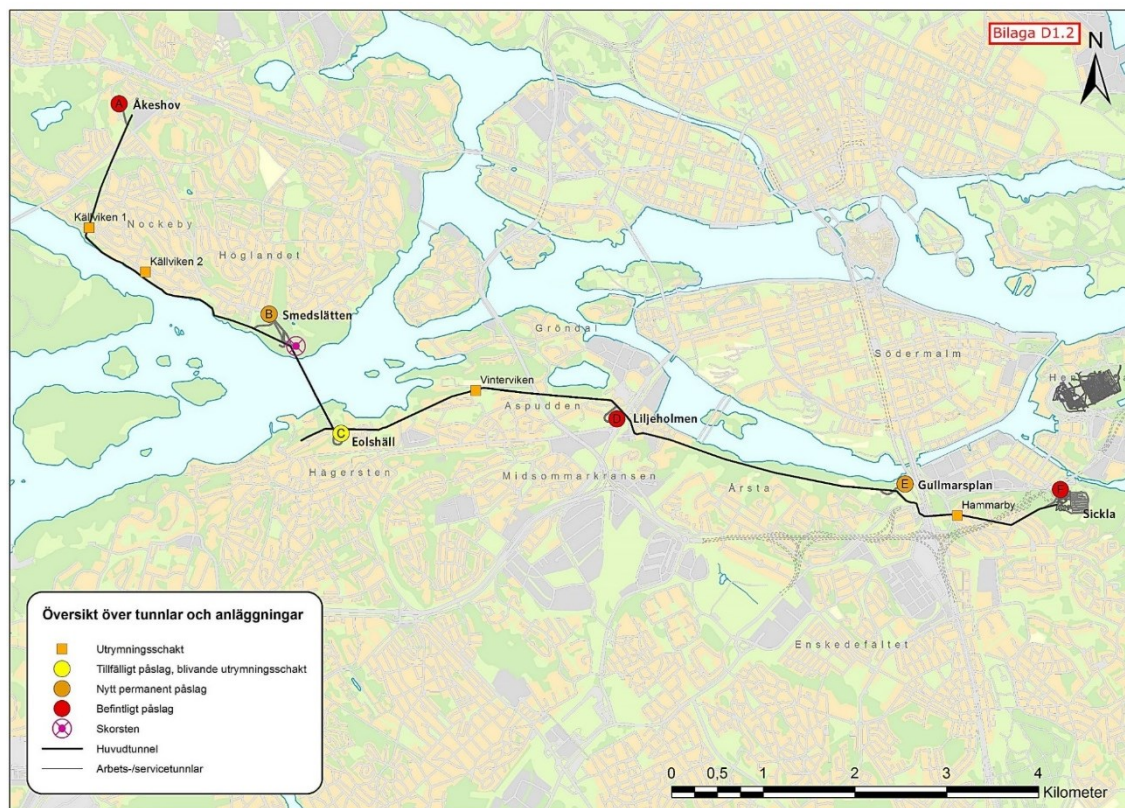 Bilaga D1.2
N
A
Åkeshov
Källviken 1
Nockeby
Källviken 2
Höglandet
B
Smedslätten
Gröndal
Södermalm
Vinterviken
Aspudden
D
Liljeholmen
C
Eolshäll
Hägersten
Midsommarkransen
Årsta
E
Gullmarsplan
Hammarby
F
Sickla
Enskedefältet
Översikt över tunnlar och anläggningar
Utrymningsschakt
Tillfälligt påslag, blivande utrymningsschakt
Nytt permanent påslag
Befintligt påslag
Skorsten
Huvudtunnel
Arbets-/servicetunnlar
0 0,5 1 2 3 4
Kilometer